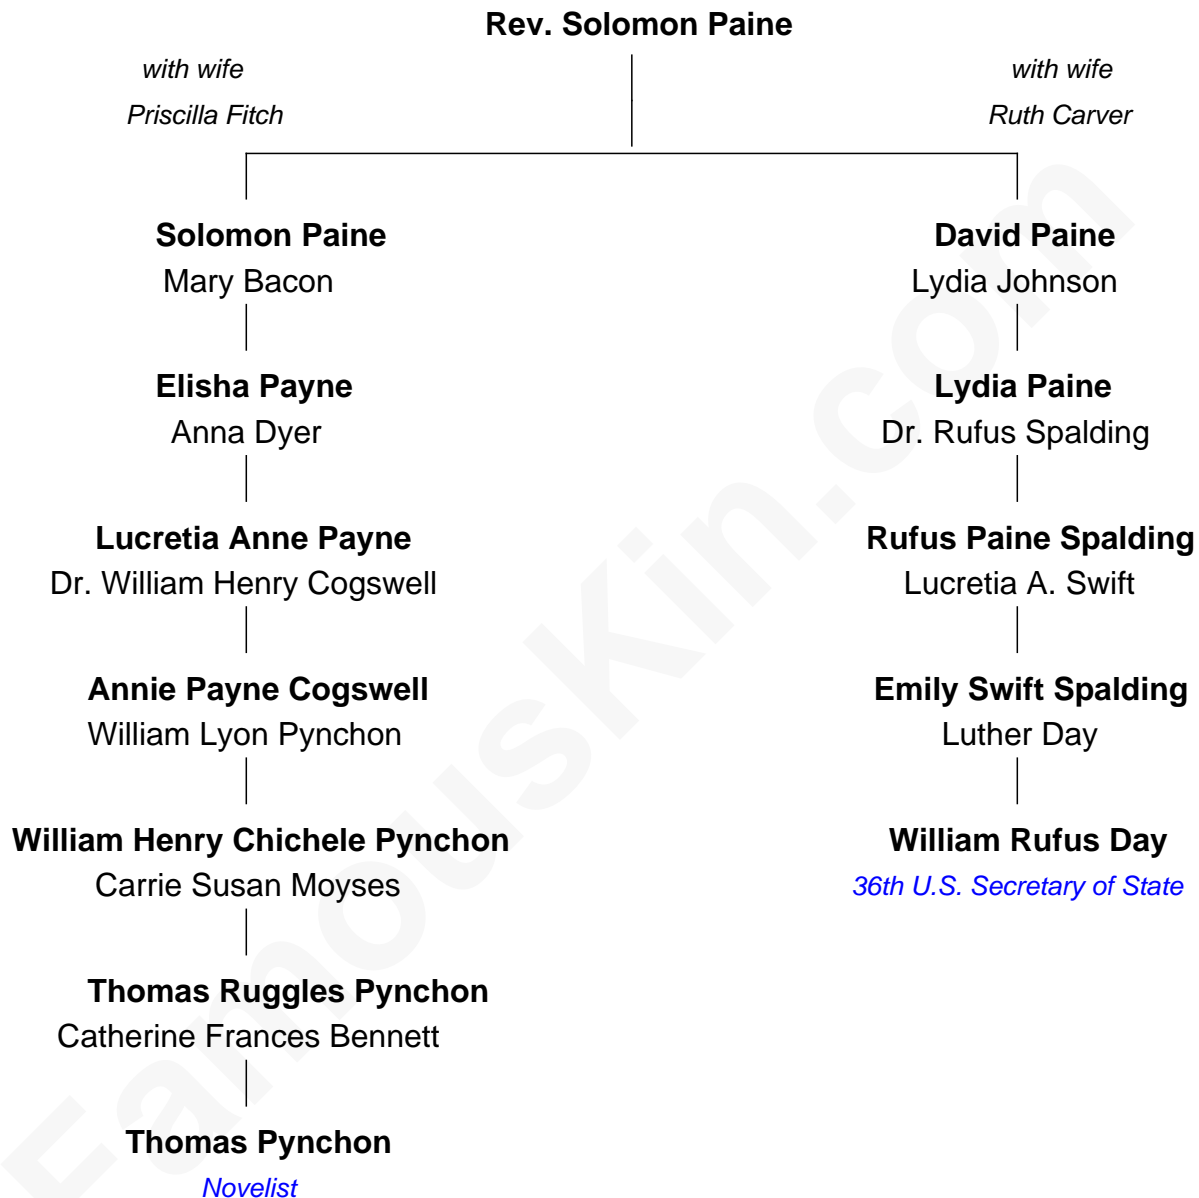 Rev. Solomon Paine
with wife
Priscilla Fitch
with wife
Ruth Carver
Solomon Paine
Mary Bacon
David Paine
Lydia Johnson
Elisha Payne
Anna Dyer
Lydia Paine
Dr. Rufus Spalding
Lucretia Anne Payne
Dr. William Henry Cogswell
Rufus Paine Spalding
Lucretia A. Swift
Annie Payne Cogswell
William Lyon Pynchon
Emily Swift Spalding
Luther Day
William Henry Chichele Pynchon
Carrie Susan Moyses
William Rufus Day
36th U.S. Secretary of State
Thomas Ruggles Pynchon
Catherine Frances Bennett
Thomas Pynchon
Novelist
FamousKin.com